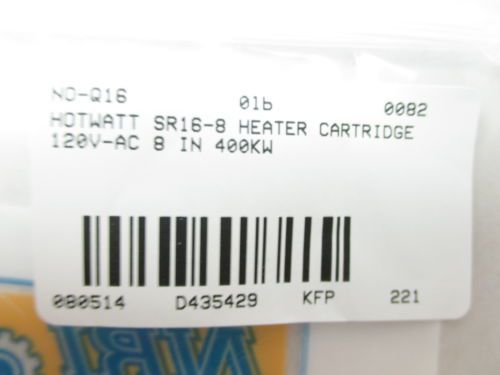 NO-Q16 01b 0082
HOTWATT SR16-8 HEATER CARTRIDGE
120V-AC 8 IN 400KW
080514 D435429 KFP 221